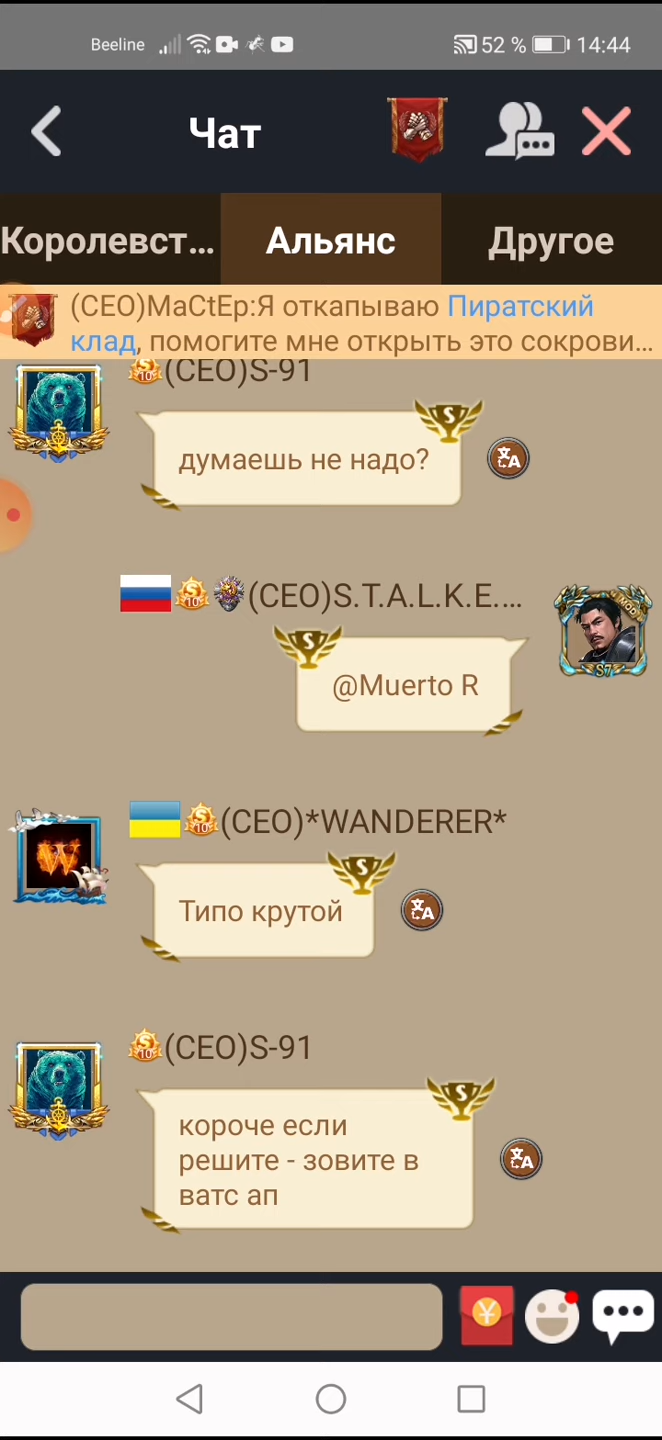 Beeline 52 % 14:44
Чат
Королевст... Альянс Другое
(CEO)MaCtEp:Я откапываю Пиратский
клад, помогите мне открыть это сокрови...
(CEO)S-91
думаешь не надо?
(CEO)S.T.A.L.K.E....
@Muerto R
(CEO)*WANDERER*
Типо крутой
(CEO)S-91
короче если
решите - зовите в
ватс ап